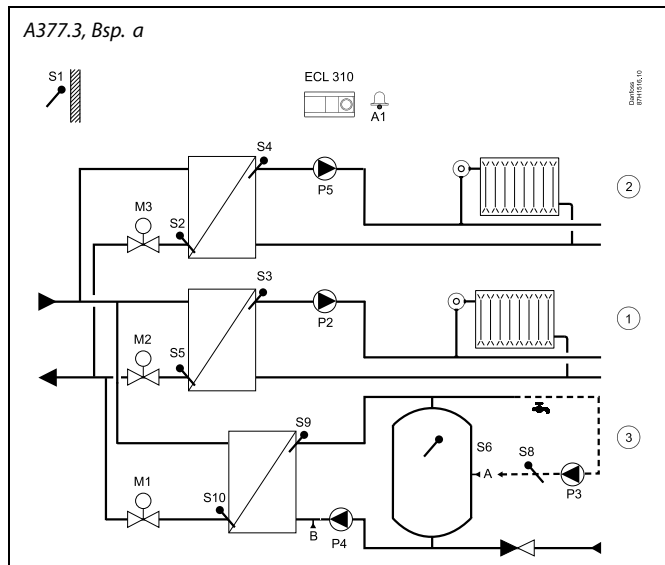 A377.3, Bsp. a
S1
ECL 310
A1
Danfoss
87H1516.10
S4
P5
2
M3
S2
S3
P2
1
M2
S5
S9
3
S6
S8
A
P3
M1
S10
B
P4